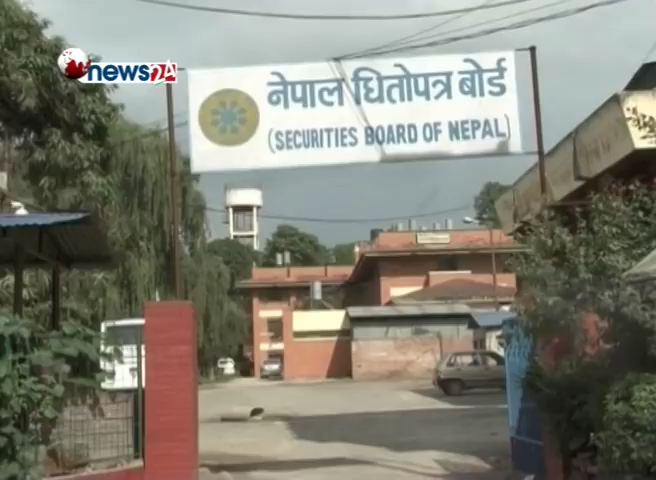 news24
नेपाल धितोपत्र बोर्ड
(SECURITIES BOARD OF NEPAL)